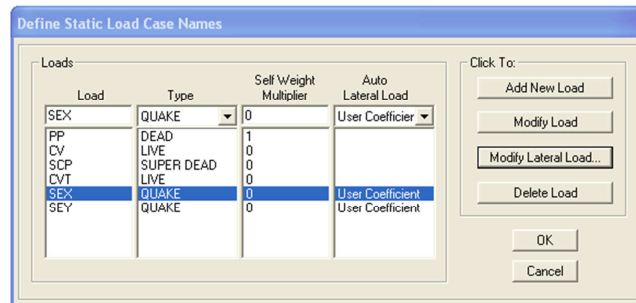 Define Static Load Case Names
Loads
Click To:
Load Type Self Weight Multiplier Auto Lateral Load
SEX QUAKE 0 User Coefficier
PP DEAD 1
CV LIVE 0
SCP SUPER DEAD 0
CVT LIVE 0
SEX QUAKE 0 User Coefficient
SEY QUAKE 0 User Coefficient
Add New Load
Modify Load
Modify Lateral Load...
Delete Load
OK
Cancel